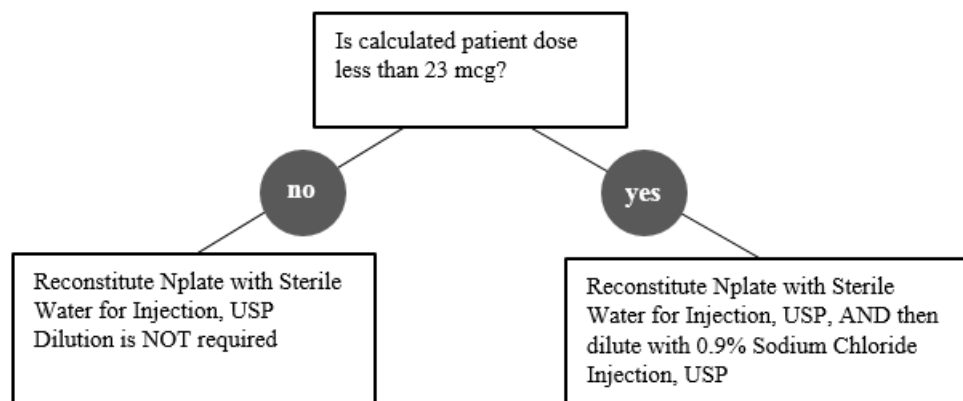 Is calculated patient dose
less than 23 mcg?
no
yes
Reconstitute Nplate with Sterile
Water for Injection, USP
Dilution is NOT required
Reconstitute Nplate with Sterile
Water for Injection, USP, AND then
dilute with 0.9% Sodium Chloride
Injection, USP